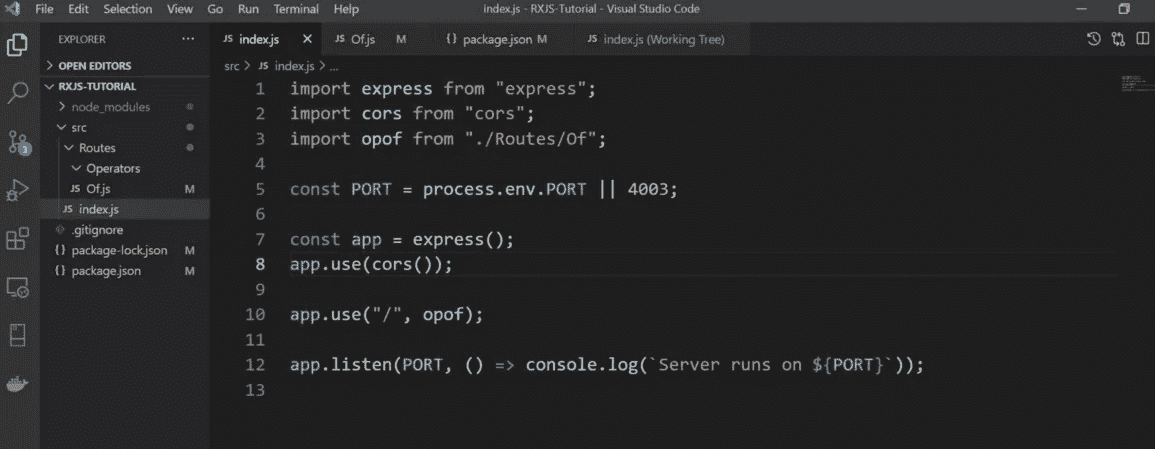 File Edit Selection View Go Run Terminal Help index.js - RXJS-Tutorial - Visual Studio Code
EXPLORER ...
JS index.js × JS Of.js M {} package.json M JS index.js (Working Tree)
> OPEN EDITORS
src > JS index.js > ...
RXJS-TUTORIAL
> node_modules
src
Routes
Operators
JS Of.js M
JS index.js
.gitignore
{} package-lock.json M
{} package.json M
3
1 import express from "express";
2 import cors from "cors";
3 import opof from "./Routes/Of";
4
5 const PORT = process.env.PORT || 4003;
6
7 const app = express();
8 app.use(cors());
9
10 app.use("/", opof);
11
12 app.listen(PORT, () => console.log(`Server runs on ${PORT}`));
13